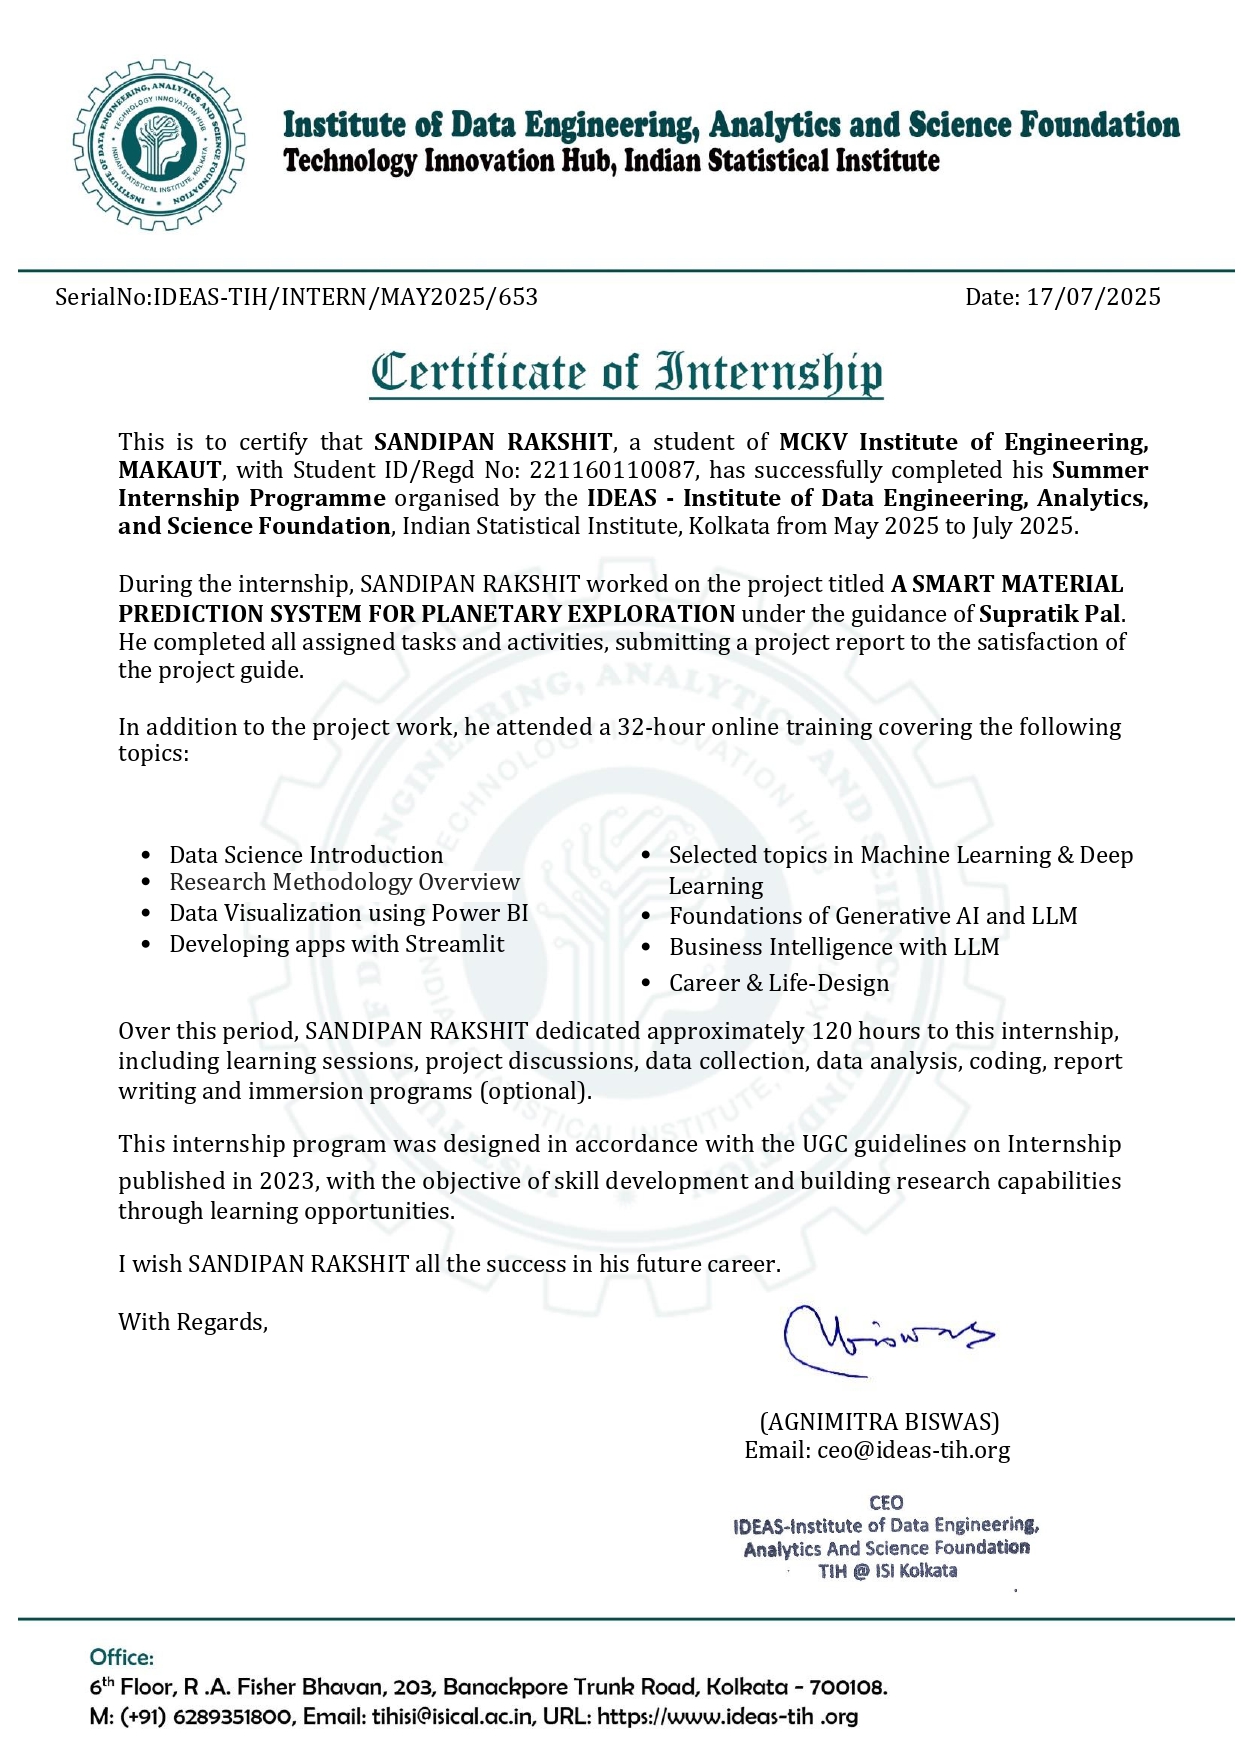 INSTITUTE OF DATA ENGINEERING, ANALYTICS AND SCIENCE FOUNDATION
TECHNOLOGY INNOVATION HUB
INDIAN STATISTICAL INSTITUTE, KOLKATA
Institute of Data Engineering, Analytics and Science Foundation
Technology Innovation Hub, Indian Statistical Institute
SerialNo:IDEAS-TIH/INTERN/MAY2025/653
Date: 17/07/2025
Certificate of Internship
This is to certify that SANDIPAN RAKSHIT, a student of MCKV Institute of Engineering,
MAKAUT, with Student ID/Regd No: 221160110087, has successfully completed his Summer
Internship Programme organised by the IDEAS - Institute of Data Engineering, Analytics,
and Science Foundation, Indian Statistical Institute, Kolkata from May 2025 to July 2025.
During the internship, SANDIPAN RAKSHIT worked on the project titled A SMART MATERIAL
PREDICTION SYSTEM FOR PLANETARY EXPLORATION under the guidance of Supratik Pal.
He completed all assigned tasks and activities, submitting a project report to the satisfaction of
the project guide.
In addition to the project work, he attended a 32-hour online training covering the following
topics:
• Data Science Introduction
• Research Methodology Overview
• Data Visualization using Power BI
• Developing apps with Streamlit
• Selected topics in Machine Learning & Deep
Learning
• Foundations of Generative AI and LLM
• Business Intelligence with LLM
• Career & Life-Design
Over this period, SANDIPAN RAKSHIT dedicated approximately 120 hours to this internship,
including learning sessions, project discussions, data collection, data analysis, coding, report
writing and immersion programs (optional).
This internship program was designed in accordance with the UGC guidelines on Internship
published in 2023, with the objective of skill development and building research capabilities
through learning opportunities.
I wish SANDIPAN RAKSHIT all the success in his future career.
With Regards,
Biswas
(AGNIMITRA BISWAS)
Email: ceo@ideas-tih.org
CEO
IDEAS-Institute of Data Engineering,
Analytics And Science Foundation
TIH @ ISI Kolkata
Office:
6th Floor, R .A. Fisher Bhavan, 203, Banackpore Trunk Road, Kolkata - 700108.
M: (+91) 6289351800, Email: tihisi@isical.ac.in, URL: https://www.ideas-tih .org